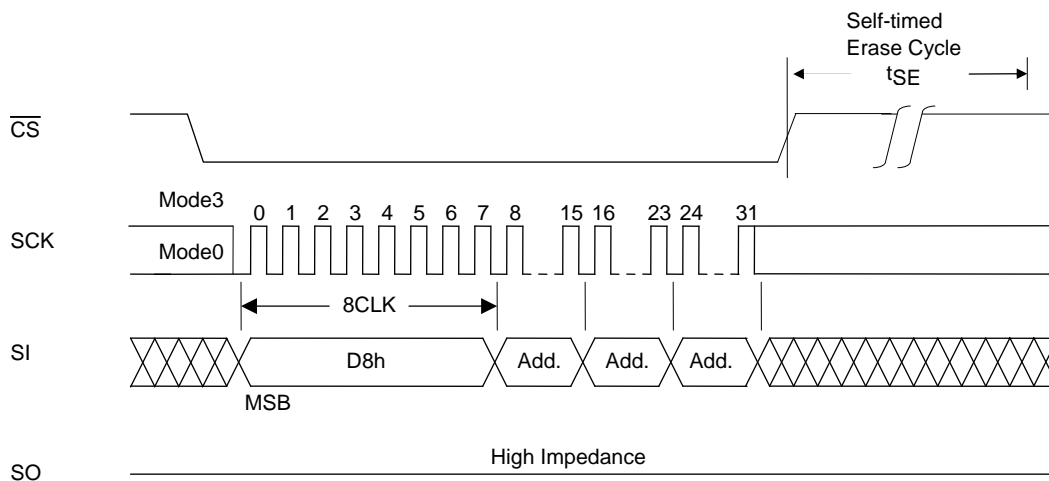 Self-timed
Erase Cycle
tSE
CS
Mode3
0 1 2 3 4 5 6 7 8 15 16 23 24 31
SCK
Mode0
8CLK
SI
D8h Add. Add. Add.
MSB
High Impedance
SO